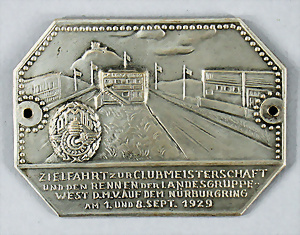 ZIELFAHRT ZUR CLUBMEISTERSCHAFT
UND DEN RENNEN DER LANDESGRUPPE-
WEST D.M.V. AUF DEM NÜRBURGRING
AM 1. UND 8. SEPT. 1929